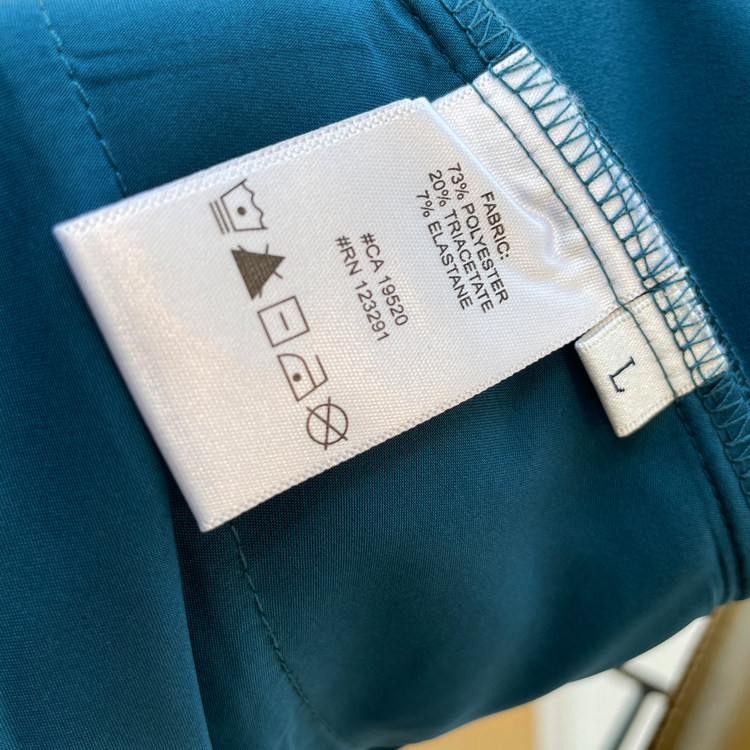 FABRIC:
73% POLYESTER
20% TRIACETATE
7% ELASTANE
#CA 19520
#RN 123291
L